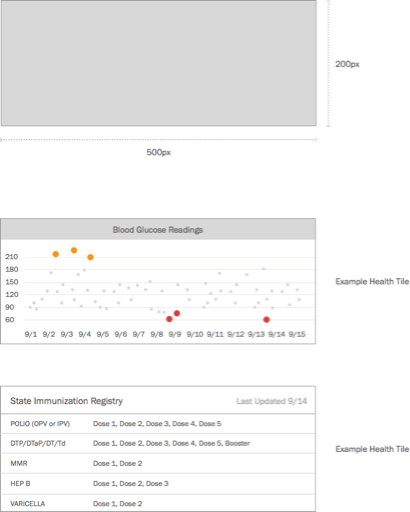 200px
500px
Blood Glucose Readings
210
180
150
120
90
60
9/1 9/2 9/3 9/4 9/5 9/6 9/7 9/8 9/9 9/10 9/11 9/12 9/13 9/14 9/15
Example Health Tile
State Immunization Registry Last Updated 9/14
POLIO (OPV or IPV) Dose 1, Dose 2, Dose 3, Dose 4, Dose 5
DTP/DTaP/DT/Td Dose 1, Dose 2, Dose 3, Dose 4, Dose 5, Booster
MMR Dose 1, Dose 2
HEP B Dose 1, Dose 2, Dose 3
VARICELLA Dose 1, Dose 2
Example Health Tile